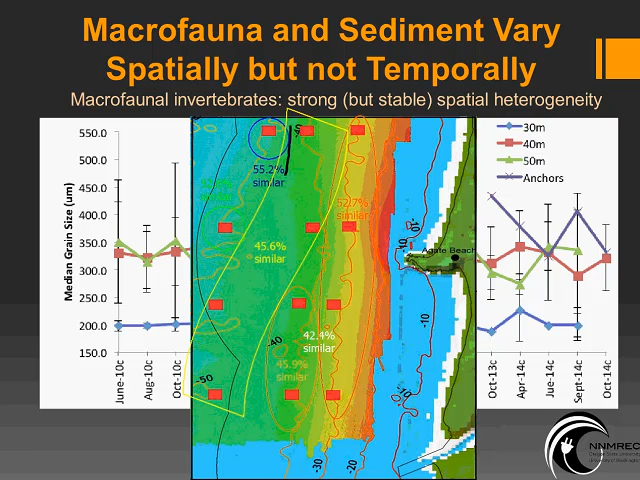 Macrofauna and Sediment Vary
Spatially but not Temporally
Macrofaunal invertebrates: strong (but stable) spatial heterogeneity
Median Grain Size (um)
550.0
500.0
450.0
400.0
350.0
300.0
250.0
200.0
150.0
June-10c
Aug-10c
Oct-10c
55.2%
similar
52.7%
similar
45.6%
similar
42.4%
similar
45.9%
similar
-40
-50
-30
-20
-10
-10
-10
-10
Agate Beach
30m
40m
50m
Anchors
Oct-13c
Apr-14c
June-14c
Sept-14c
Oct-14c
NNMREC